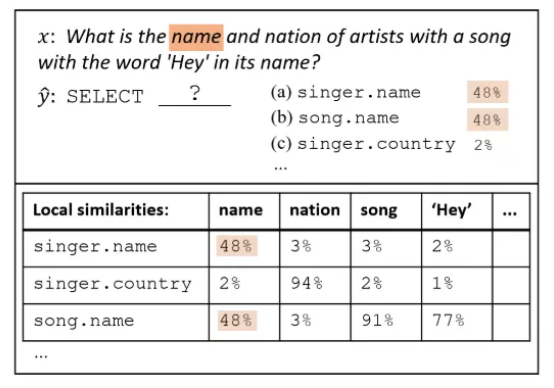 x: What is the name and nation of artists with a song
with the word 'Hey' in its name?
ŷ: SELECT ? (a) singer.name 48%
(b) song.name 48%
(c) singer.country 2%
...
Local similarities: name nation song ‘Hey’ ...
singer.name 48% 3% 3% 2%
singer.country 2% 94% 2% 1%
song.name 48% 3% 91% 77%
...